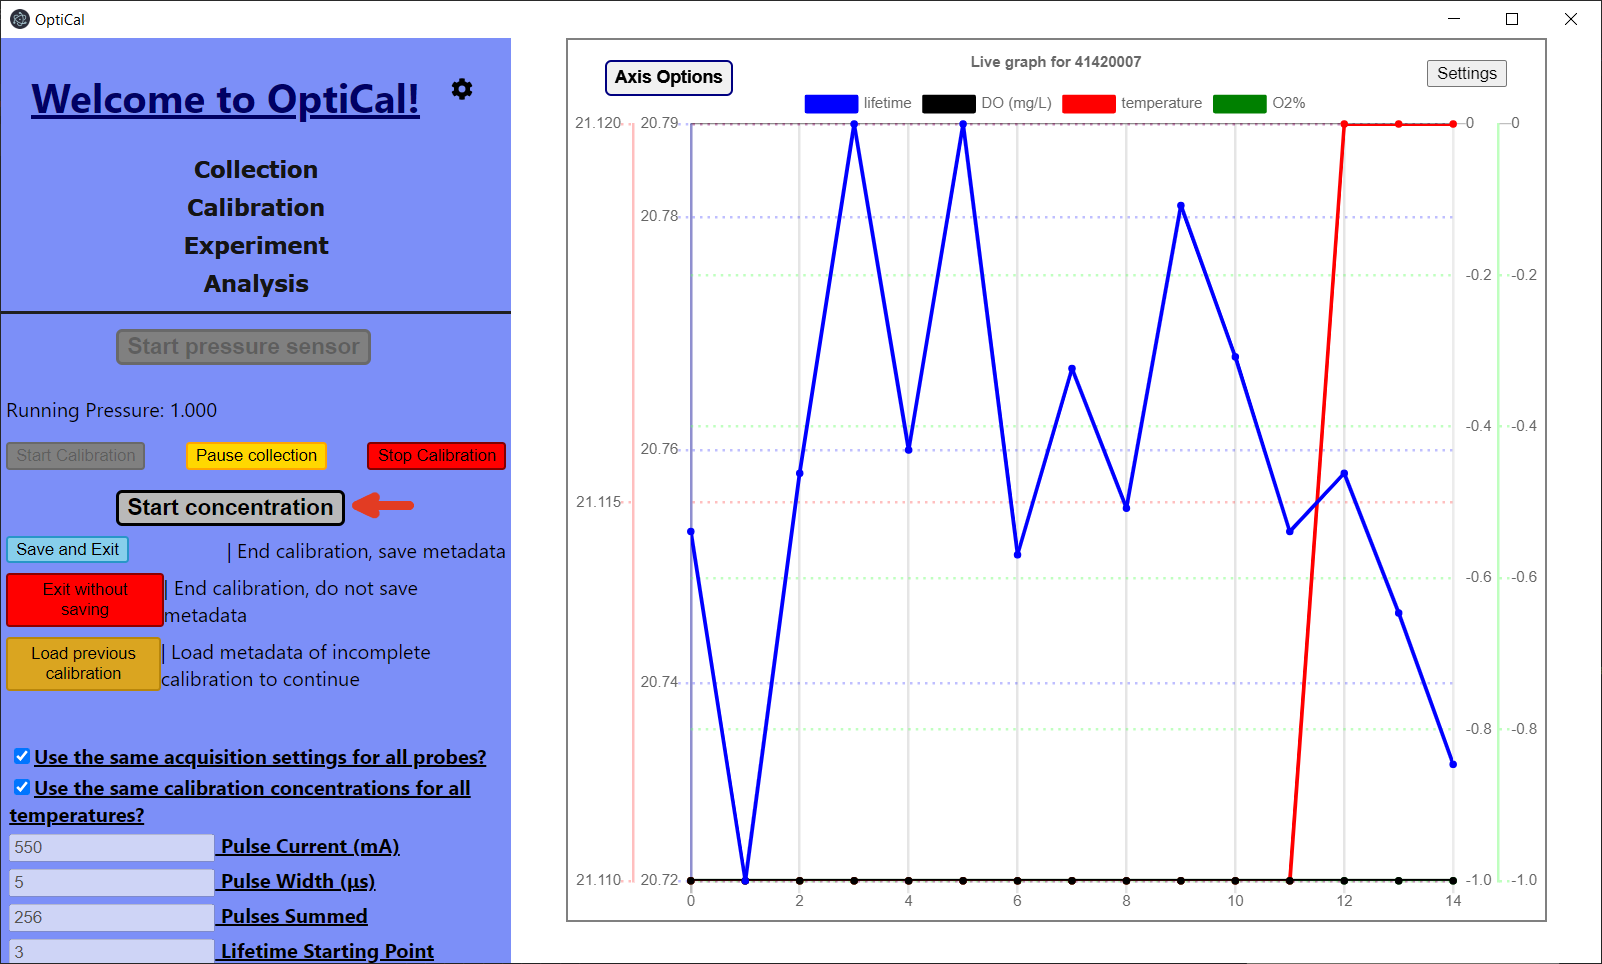 OptiCal
Welcome to OptiCal!
Collection
Calibration
Experiment
Analysis
Start pressure sensor
Running Pressure: 1.000
Start Calibration
Pause collection
Stop Calibration
Start concentration
Save and Exit
| End calibration, save metadata
Exit without
saving
| End calibration, do not save
metadata
Load previous
calibration
| Load metadata of incomplete
calibration to continue
Use the same acquisition settings for all probes?
Use the same calibration concentrations for all
temperatures?
550 Pulse Current (mA)
5 Pulse Width (µs)
256 Pulses Summed
3 Lifetime Starting Point
Axis Options
Live graph for 41420007
Settings
lifetime DO (mg/L) temperature O2%
21.120 20.79 0 0
20.78
-0.2 -0.2
-0.4 -0.4
20.76
21.115
-0.6 -0.6
20.74
-0.8 -0.8
21.110 20.72 -1.0 -1.0
0 2 4 6 8 10 12 14